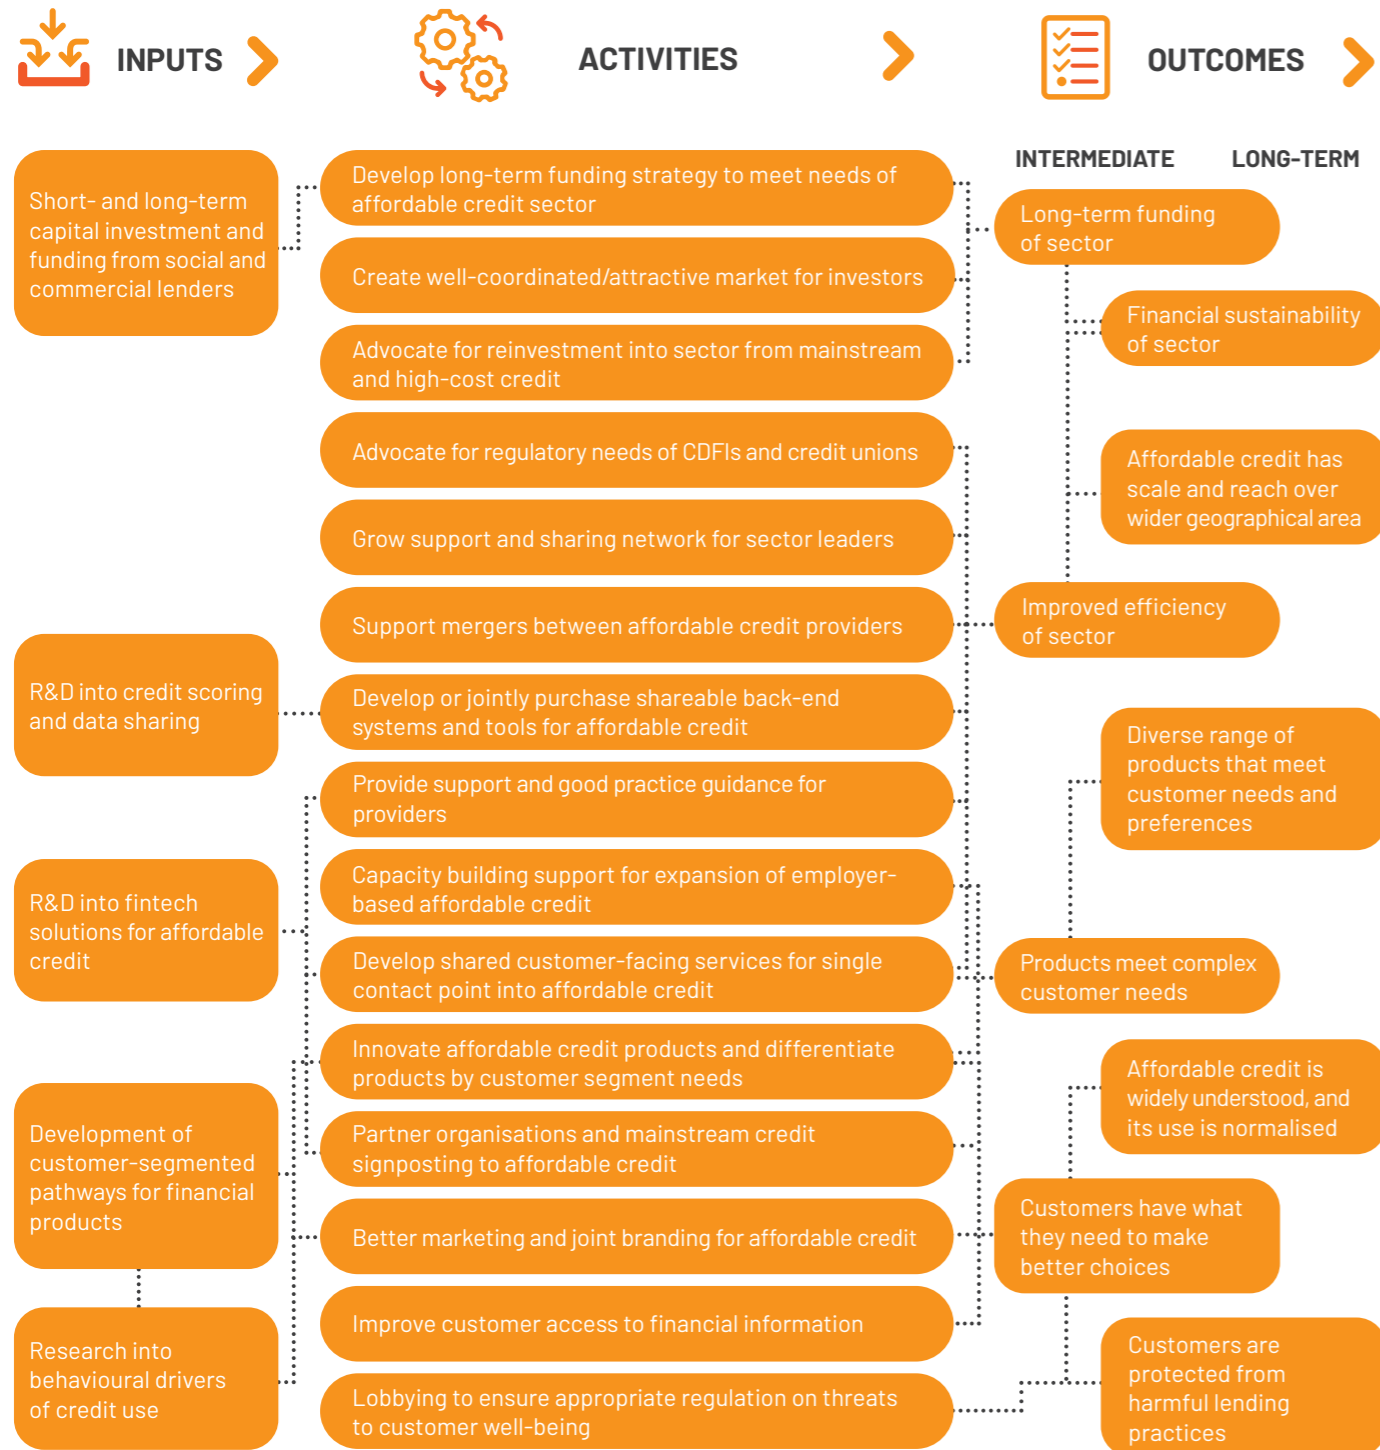 INPUTS
ACTIVITIES
OUTCOMES
INTERMEDIATE
LONG-TERM
Short- and long-term
capital investment and
funding from social and
commercial lenders
R&D into credit scoring
and data sharing
R&D into fintech
solutions for affordable
credit
Development of
customer-segmented
pathways for financial
products
Research into
behavioural drivers
of credit use
Develop long-term funding strategy to meet needs of
affordable credit sector
Create well-coordinated/attractive market for investors
Advocate for reinvestment into sector from mainstream
and high-cost credit
Advocate for regulatory needs of CDFIs and credit unions
Grow support and sharing network for sector leaders
Support mergers between affordable credit providers
Develop or jointly purchase shareable back-end
systems and tools for affordable credit
Provide support and good practice guidance for
providers
Capacity building support for expansion of employer-
based affordable credit
Develop shared customer-facing services for single
contact point into affordable credit
Innovate affordable credit products and differentiate
products by customer segment needs
Partner organisations and mainstream credit
signposting to affordable credit
Better marketing and joint branding for affordable credit
Improve customer access to financial information
Lobbying to ensure appropriate regulation on threats
to customer well-being
Long-term funding
of sector
Financial sustainability
of sector
Affordable credit has
scale and reach over
wider geographical area
Improved efficiency
of sector
Diverse range of
products that meet
customer needs and
preferences
Products meet complex
customer needs
Affordable credit is
widely understood, and
its use is normalised
Customers have what
they need to make
better choices
Customers are
protected from
harmful lending
practices